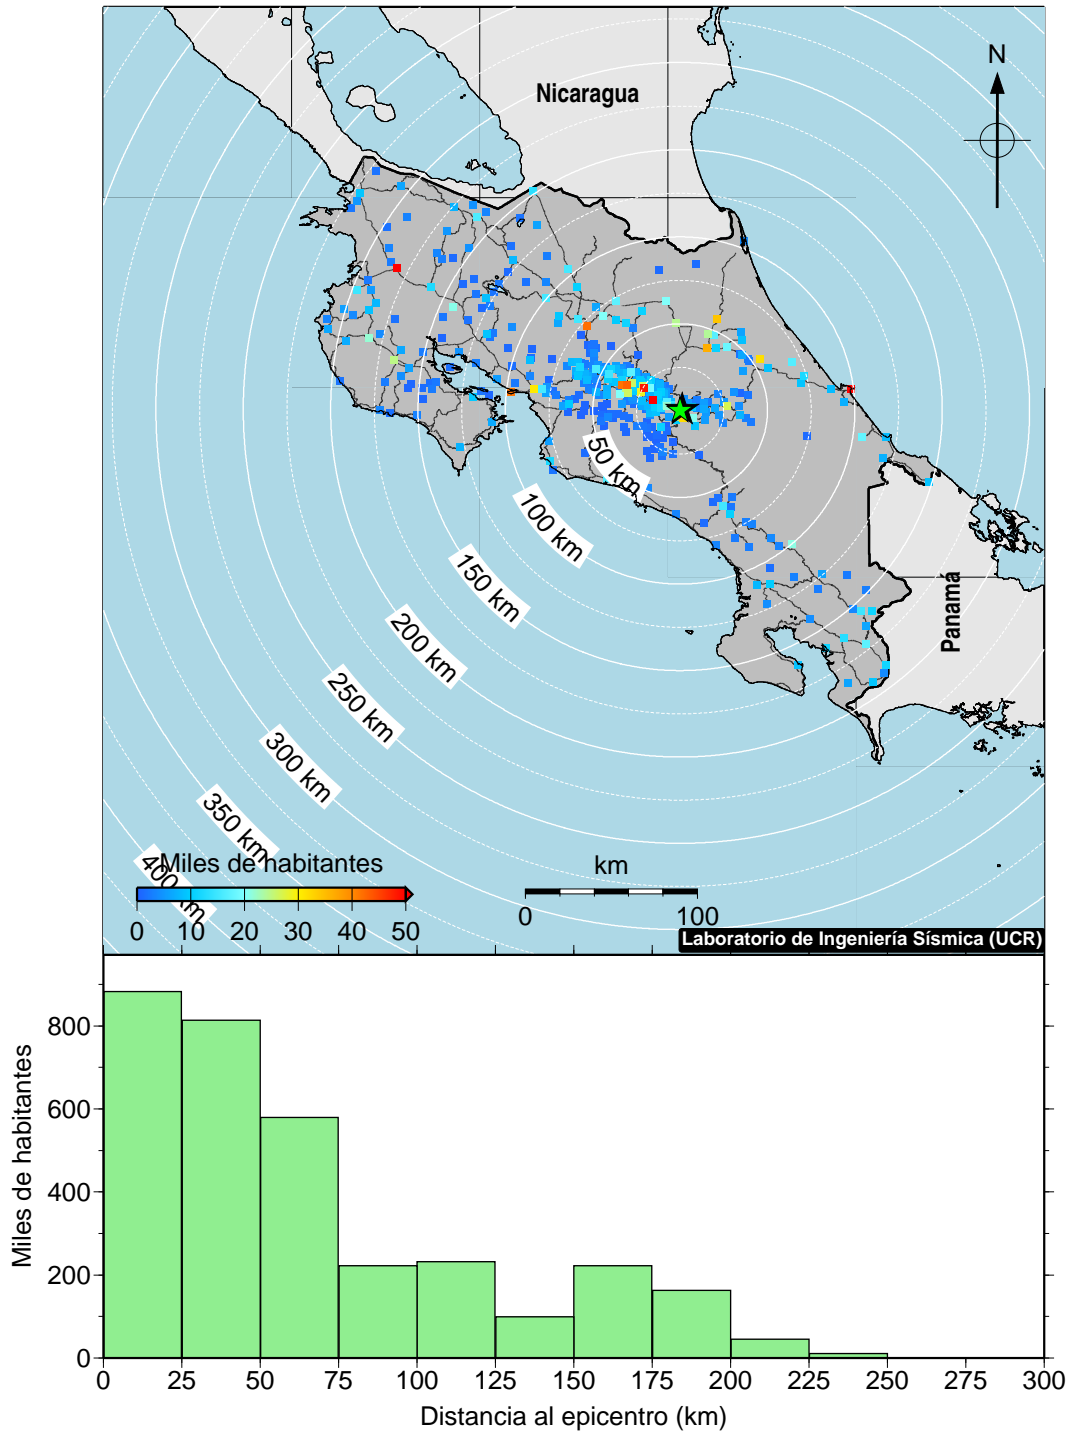 Nicaragua
N
Panamá
50 km
100 km
150 km
200 km
250 km
300 km
350 km
400 km
Miles de habitantes
0 10 20 30 40 50
km
0 100
Laboratorio de Ingeniería Sísmica (UCR)
Miles de habitantes
800
600
400
200
0
0 25 50 75 100 125 150 175 200 225 250 275 300
Distancia al epicentro (km)